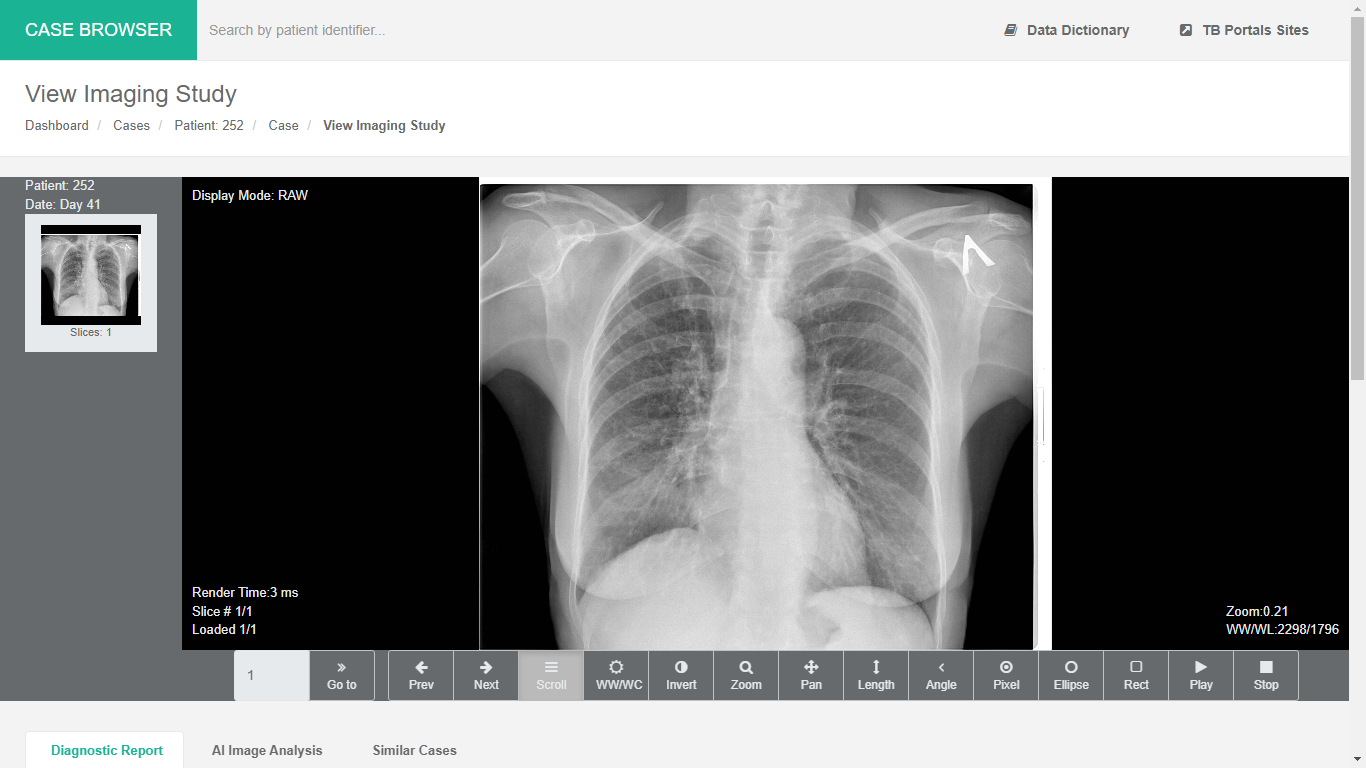 CASE BROWSER
Search by patient identifier...
Data Dictionary
TB Portals Sites
View Imaging Study
Dashboard / Cases / Patient: 252 / Case / View Imaging Study
Patient: 252
Date: Day 41
Slices: 1
Display Mode: RAW
Render Time:3 ms
Slice # 1/1
Loaded 1/1
Zoom:0.21
WW/WL:2298/1796
1
Go to
Prev
Next
Scroll
WW/WC
Invert
Zoom
Pan
Length
Angle
Pixel
Ellipse
Rect
Play
Stop
Diagnostic Report
AI Image Analysis
Similar Cases